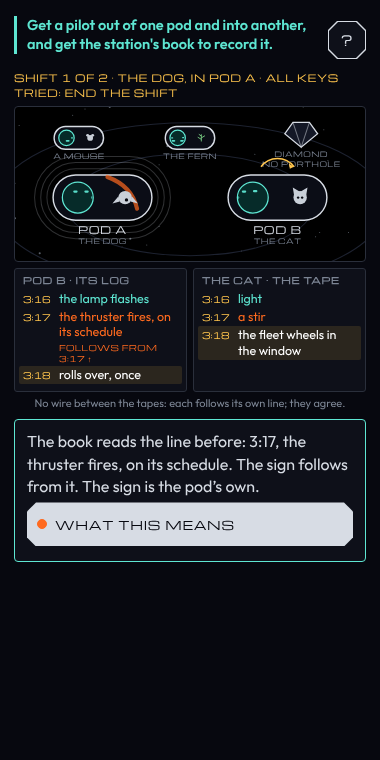 Get a pilot out of one pod and into another,
and get the station's book to record it.
?
SHIFT 1 OF 2 · THE DOG, IN POD A · ALL KEYS
TRIED: END THE SHIFT
A MOUSE
THE FERN
DIAMOND
NO PORTHOLE
POD A
THE DOG
POD B
THE CAT
POD B · ITS LOG
3:16 the lamp flashes
3:17 the thruster fires, on
its schedule
FOLLOWS FROM
3:17 ↑
3:18 rolls over, once
THE CAT · THE TAPE
3:16 light
3:17 a stir
3:18 the fleet wheels in
the window
No wire between the tapes: each follows its own line; they agree.
The book reads the line before: 3:17, the
thruster fires, on its schedule. The sign follows
from it. The sign is the pod's own.
WHAT THIS MEANS